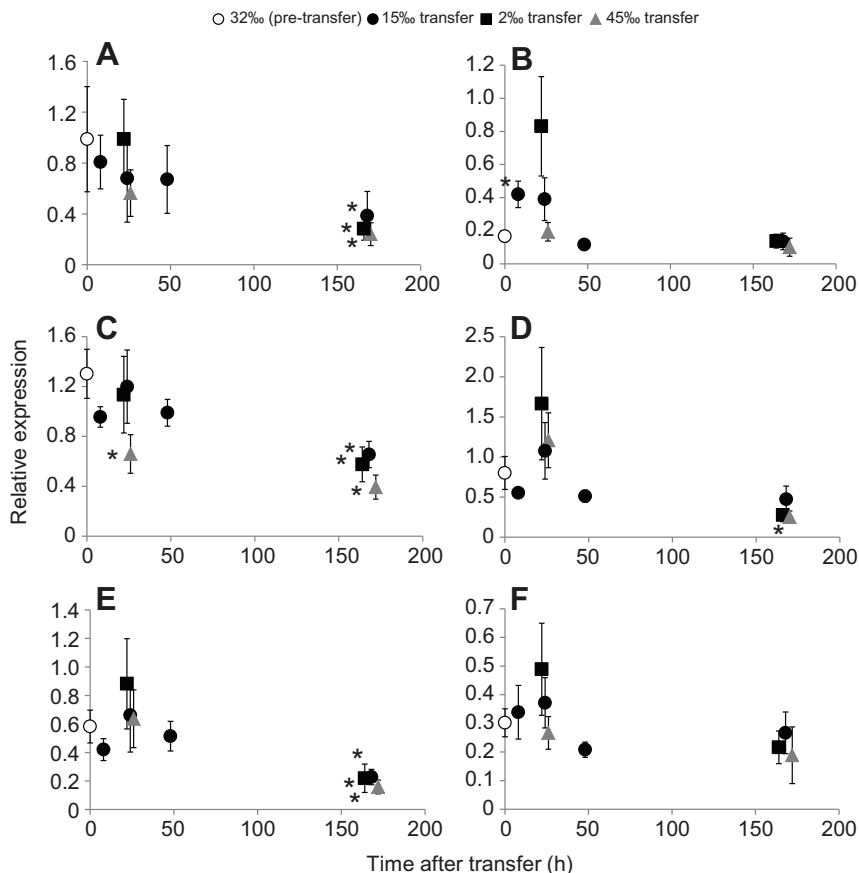 32‰ (pre-transfer) 15‰ transfer 2‰ transfer 45‰ transfer
A B
1.6 1.2
1.0
1.2
0.8
0.8 0.6
* 0.4
0.4 *
* 0.2
*
0 0
0 50 100 150 200 0 50 100 150 200
C D
1.6 2.5
2.0
1.2
1.5
0.8
* 1.0
* *
0.4 * 0.5
*
0 0
0 50 100 150 200 0 50 100 150 200
E F
1.4 0.7
1.2 0.6
1.0 0.5
0.8 0.4
0.6 0.3
0.4 * 0.2
0.2 * 0.1
*
0 0
0 50 100 150 200 0 50 100 150 200
Relative expression
Time after transfer (h)